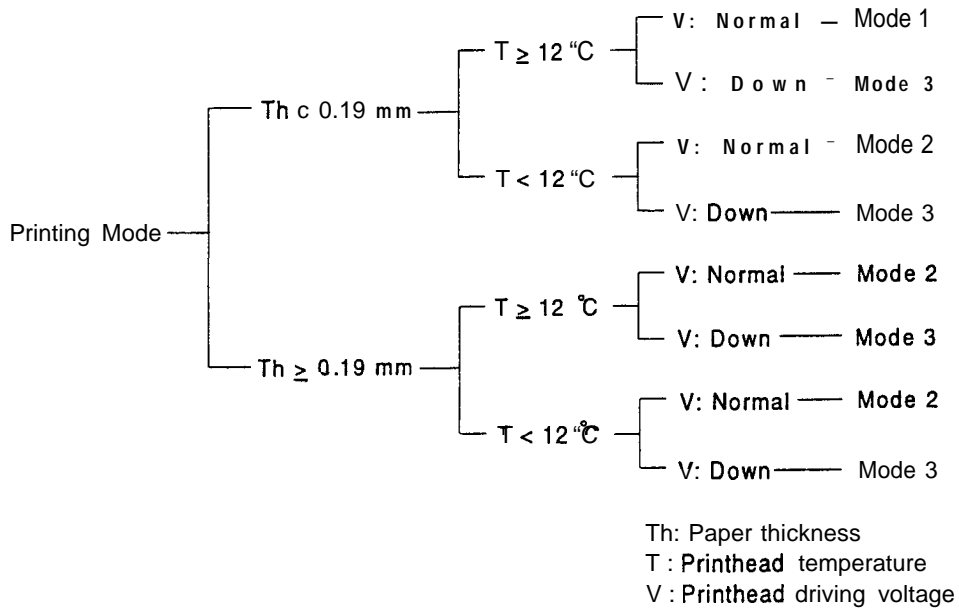 V: Normal — Mode 1
T ≥ 12 “C
V: Down - Mode 3
Th c 0.19 mm
V: Normal - Mode 2
T < 12 “C
V: Down — Mode 3
Printing Mode
V: Normal — Mode 2
T ≥ 12 °C
V: Down — Mode 3
Th ≥ 0.19 mm
V: Normal — Mode 2
T < 12 “°C
V: Down — Mode 3
Th: Paper thickness
T : Printhead temperature
V : Printhead driving voltage